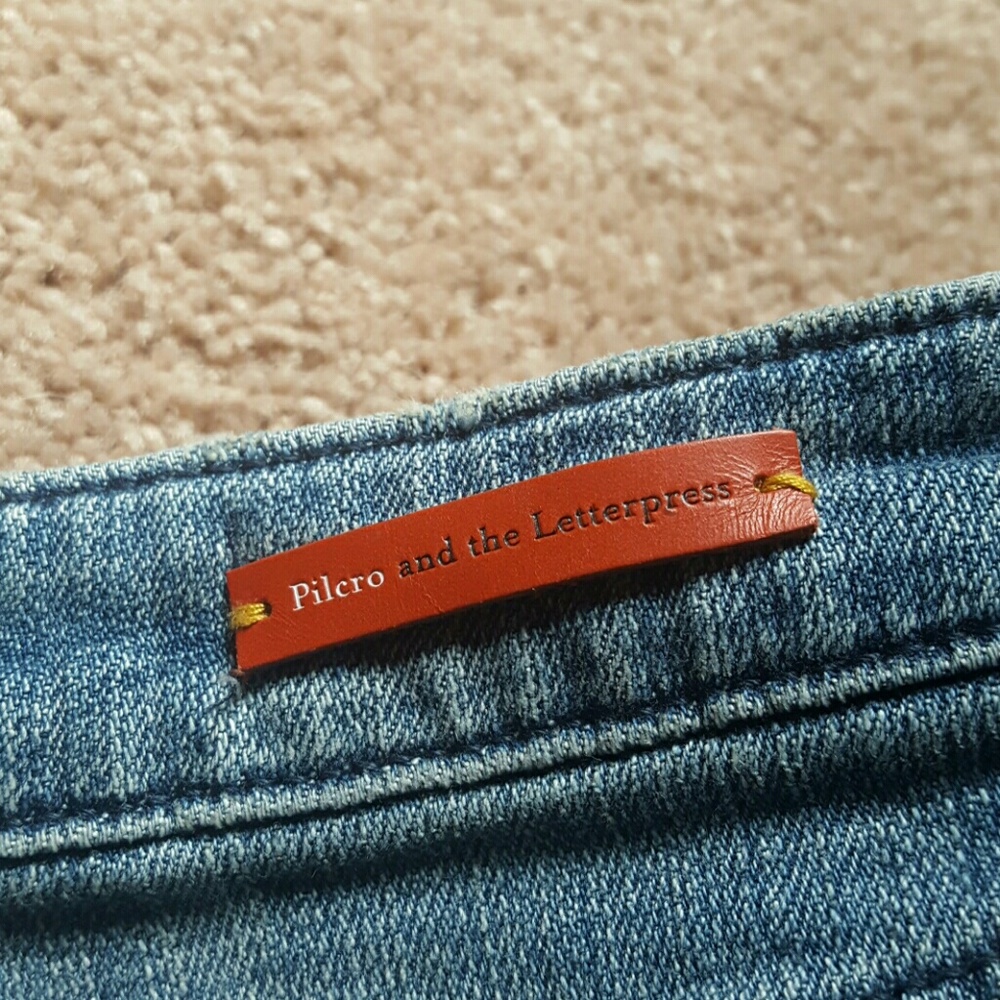 Pilcro and the Letterpress